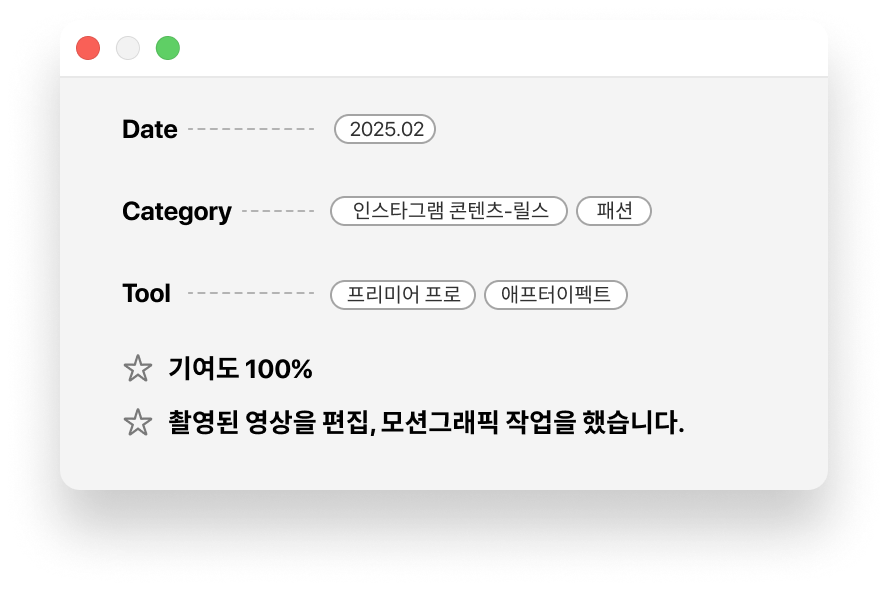 Date 2025.02
Category 인스타그램 콘텐츠-릴스 패션
Tool 프리미어 프로 애프터이펙트
기여도 100%
촬영된 영상을 편집, 모션그래픽 작업을 했습니다.